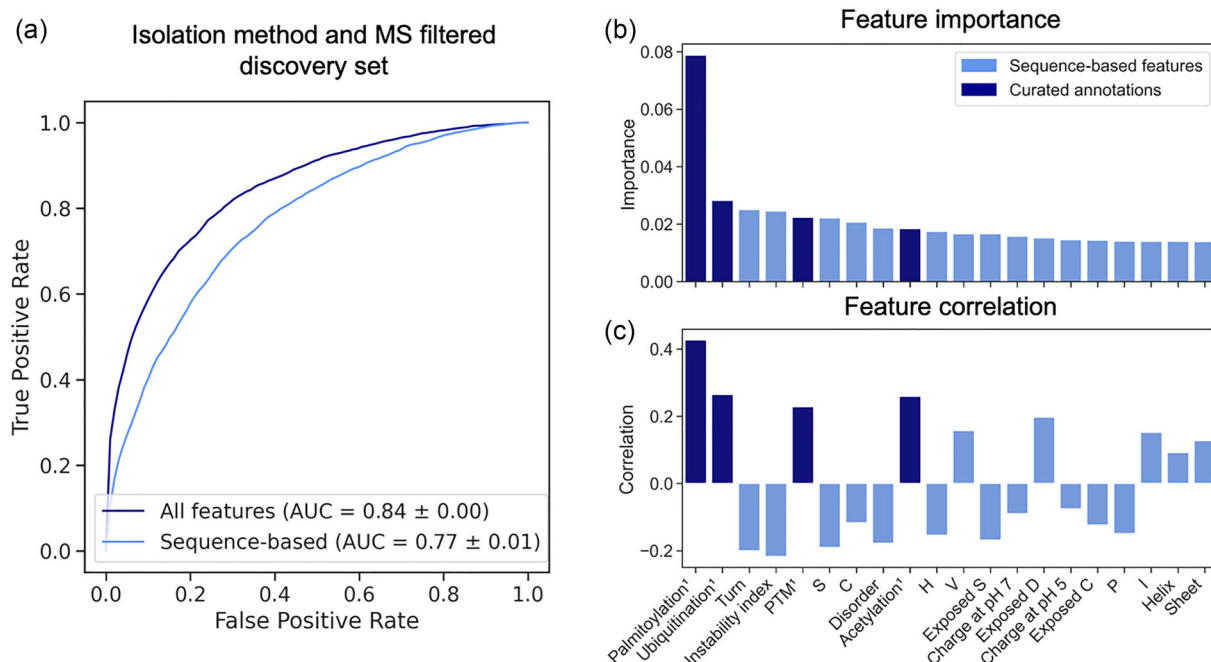 (a)
Isolation method and MS filtered
discovery set
True Positive Rate
1.0
0.8
0.6
0.4
0.2
0.0
All features (AUC = 0.84 ± 0.00)
Sequence-based (AUC = 0.77 ± 0.01)
0.0 0.2 0.4 0.6 0.8 1.0
False Positive Rate
(b)
Feature importance
Importance
0.08
0.06
0.04
0.02
0.00
Sequence-based features
Curated annotations
(c)
Feature correlation
Correlation
0.4
0.2
0.0
−0.2
Palmitoylation¹
Ubiquitination¹
Turn
Instability index
PTM¹
S
C
Disorder
Acetylation¹
H
V
Exposed S
Charge at pH 7
Exposed D
Charge at pH 5
Exposed C
P
I
Helix
Sheet